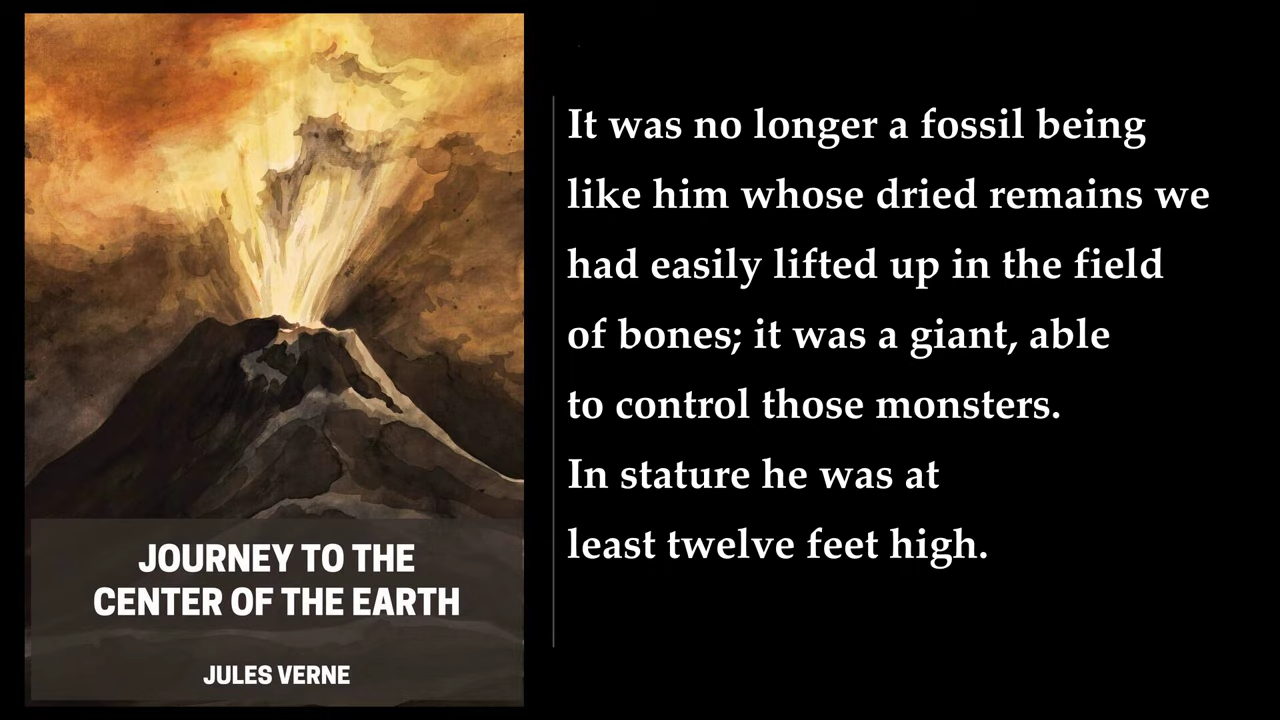 JOURNEY TO THE
CENTER OF THE EARTH
JULES VERNE
It was no longer a fossil being
like him whose dried remains we
had easily lifted up in the field
of bones; it was a giant, able
to control those monsters.
In stature he was at
least twelve feet high.